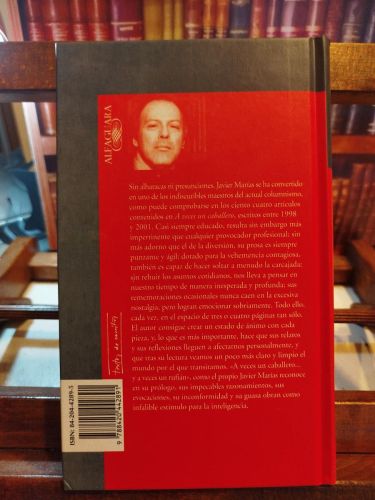 ALFAGUARA
Sin alharacas ni presunciones, Javier Marías se ha convertido
en uno de los indiscutibles maestros del actual columnismo,
como puede comprobarse en los ciento cuatro artículos
contenidos en A veces un caballero, escritos entre 1998
y 2001. Casi siempre educado, resulta sin embargo más
impertinente que cualquier provocador profesional; sin
más aderezo que el de la diversión, su prosa es siempre
punzante y ágil; dotado para la vehemencia contagiosa,
también es capaz de hacer soltar a menudo la carcajada;
sin rehuir los asuntos cotidianos, nos lleva a pensar en
nuestro tiempo de manera inesperada y profunda; sus
rememoraciones ocasionales nunca caen en la excesiva
nostalgia, pero logran emocionar sobriamente. Todo ello,
cada vez, en el espacio de tres o cuatro páginas tan sólo.
El autor consigue crear un estado de ánimo con cada
pieza, y, lo que es más importante, hace que sus relatos
y sus reflexiones lleguen a afectarnos personalmente, y
que tras su lectura veamos un poco más claro y limpio el
mundo por el que transitamos. «A veces un caballero...
y a veces un rufián», como el propio Javier Marías reconoce
en su prólogo, sus impecables razonamientos, sus
evocaciones, su inconformidad y su guasa obran como
infalible estímulo para la inteligencia.
textos de escritor
ISBN: 84-204-4289-5
9 788420 442891